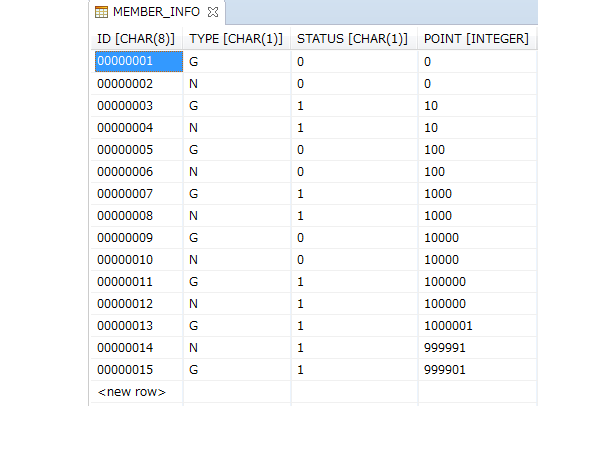 MEMBER_INFO
ID [CHAR(8)] TYPE [CHAR(1)] STATUS [CHAR(1)] POINT [INTEGER]
00000001 G 0 0
00000002 N 0 0
00000003 G 1 10
00000004 N 1 10
00000005 G 0 100
00000006 N 0 100
00000007 G 1 1000
00000008 N 1 1000
00000009 G 0 10000
00000010 N 0 10000
00000011 G 1 100000
00000012 N 1 100000
00000013 G 1 1000001
00000014 N 1 999991
00000015 G 1 999901
<new row>